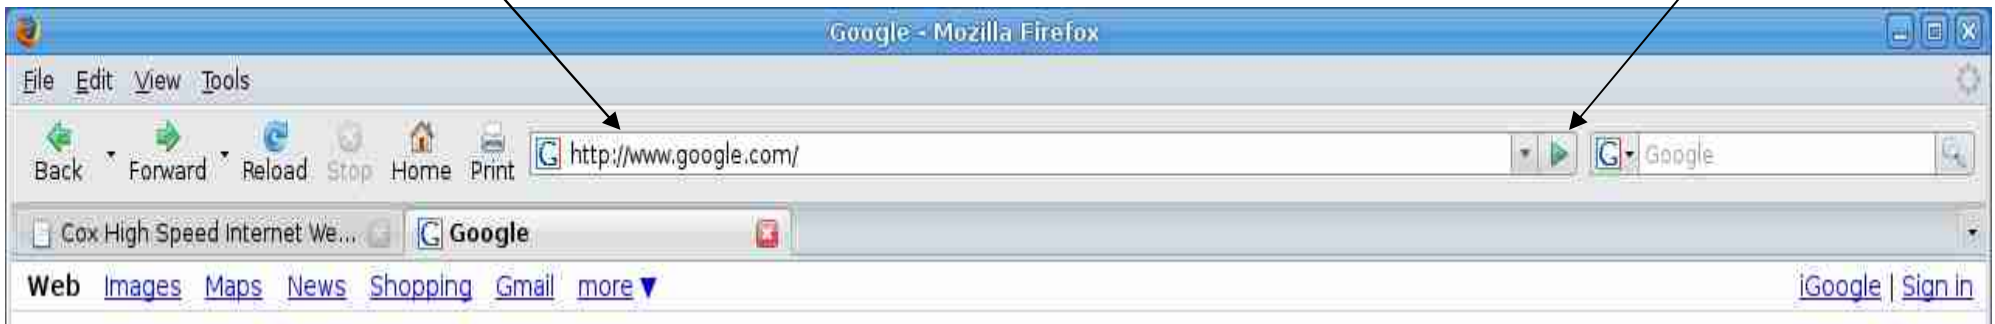 Google - Mozilla Firefox
File Edit View Tools
Back Forward Reload Stop Home Print G http://www.google.com/ G Google
Cox High Speed Internet We... G Google
Web Images Maps News Shopping Gmail more ▼ iGoogle | Sign in